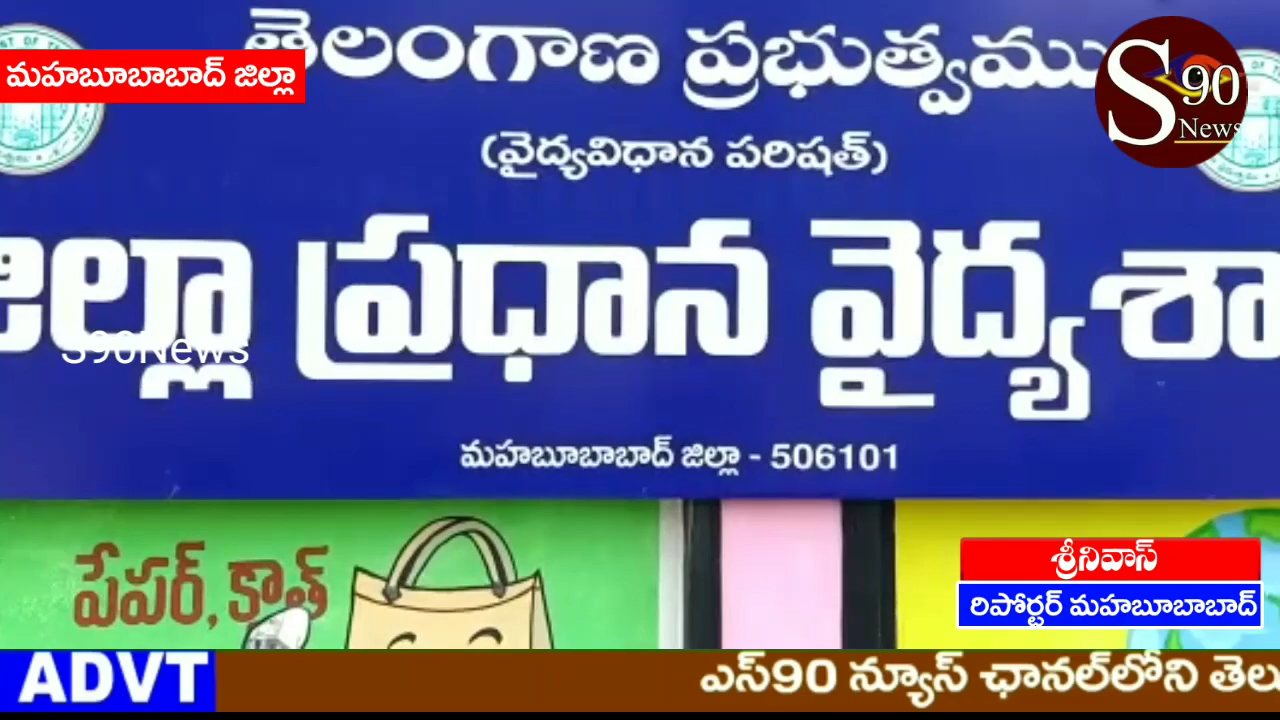 తెలంగాణ ప్రభుత్వము
మహబూబాబాద్ జిల్లా
S90
News
(వైద్యవిధాన పరిషత్)
జిల్లా ప్రధాన వైద్యశా
S90News
మహబూబాబాద్ జిల్లా - 506101
పేపర్, కాత్
శ్రీనివాస్
రిపోర్టర్ మహబూబాబాద్
ADVT
ఎస్90 న్యూస్ ఛానల్‌లోని తెలు